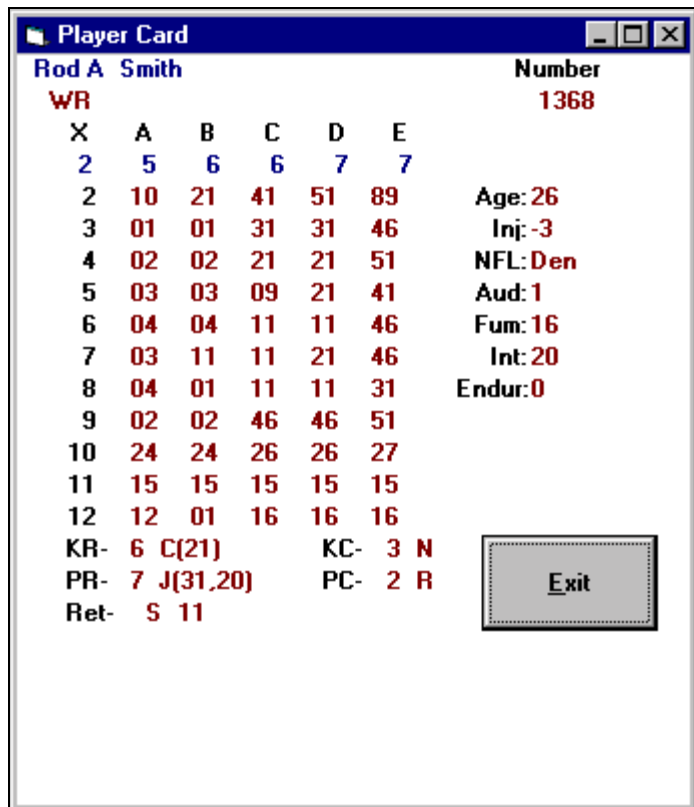 Player Card
Rod A Smith Number
WR 1368
X A B C D E
2 5 6 6 7 7
2 10 21 41 51 89 Age: 26
3 01 01 31 31 46 Inj: -3
4 02 02 21 21 51 NFL: Den
5 03 03 09 21 41 Aud: 1
6 04 04 11 11 46 Fum: 16
7 03 11 11 21 46 Int: 20
8 04 01 11 11 31 Endur: 0
9 02 02 46 46 51
10 24 24 26 26 27
11 15 15 15 15 15
12 12 01 16 16 16
KR- 6 C(21) KC- 3 N
PR- 7 J(31,20) PC- 2 R
Ret- S 11
Exit